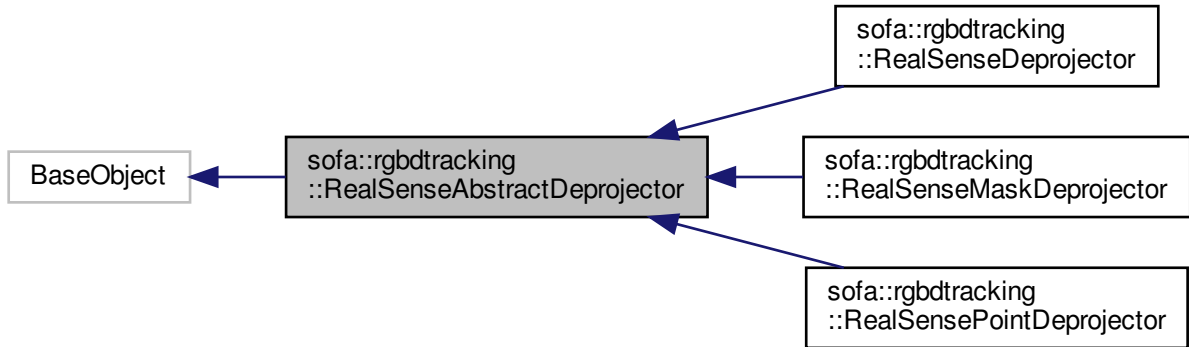 sofa::rgbdtracking
::RealSenseDeprojector
BaseObject
sofa::rgbdtracking
::RealSenseAbstractDeprojector
sofa::rgbdtracking
::RealSenseMaskDeprojector
sofa::rgbdtracking
::RealSensePointDeprojector